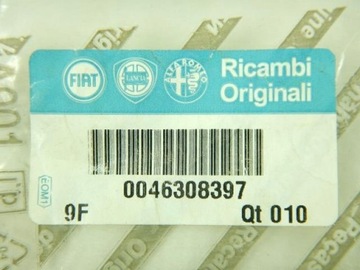 FIAT
LANCIA
ALFA ROMEO
Ricambi
Originali
0046308397
EOM1
9F
Qt 010